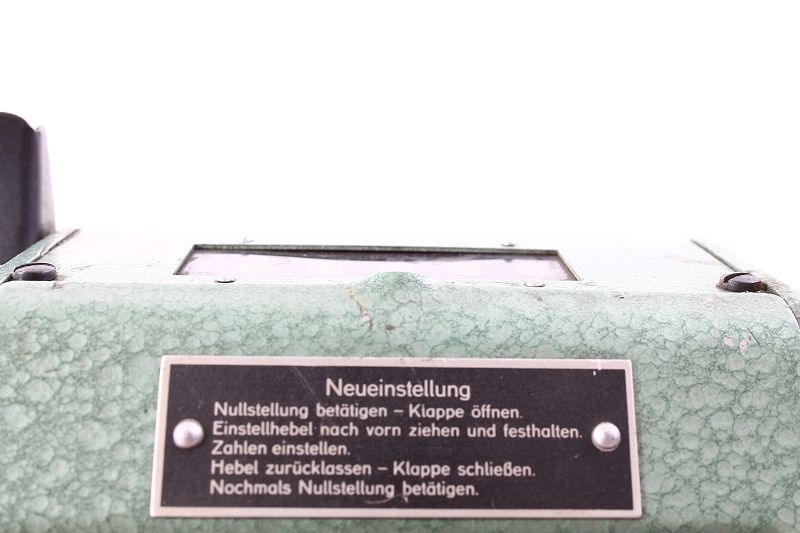 Neueinstellung
Nullstellung betätigen – Klappe öffnen.
Einstellhebel nach vorn ziehen und festhalten.
Zahlen einstellen.
Hebel zurücklassen – Klappe schließen.
Nochmals Nullstellung betätigen.